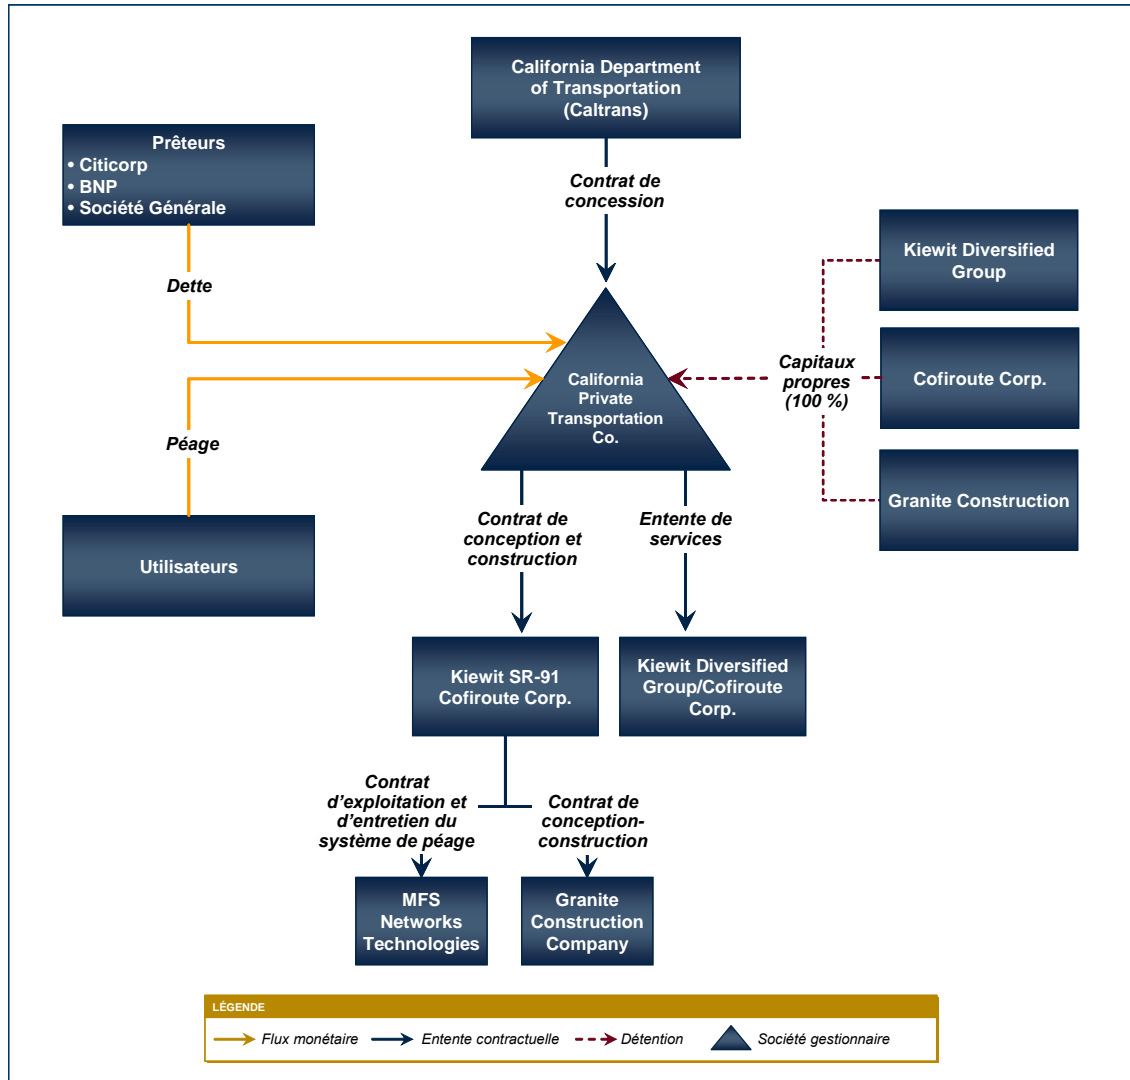 California Department
of Transportation
(Caltrans)
Prêteurs
• Citicorp
• BNP
• Société Générale
Contrat de
concession
Kiewit Diversified
Group
Dette
Capitaux
propres
(100 %)
Cofiroute Corp.
California
Private
Transportation
Co.
Péage
Granite Construction
Contrat de
conception et
construction
Entente de
services
Utilisateurs
Kiewit SR-91
Cofiroute Corp.
Kiewit Diversified
Group/Cofiroute
Corp.
Contrat
d’exploitation et
d’entretien du
système de péage
Contrat de
conception-
construction
MFS
Networks
Technologies
Granite
Construction
Company
LÉGENDE
Flux monétaire
Entente contractuelle
Détention
Société gestionnaire